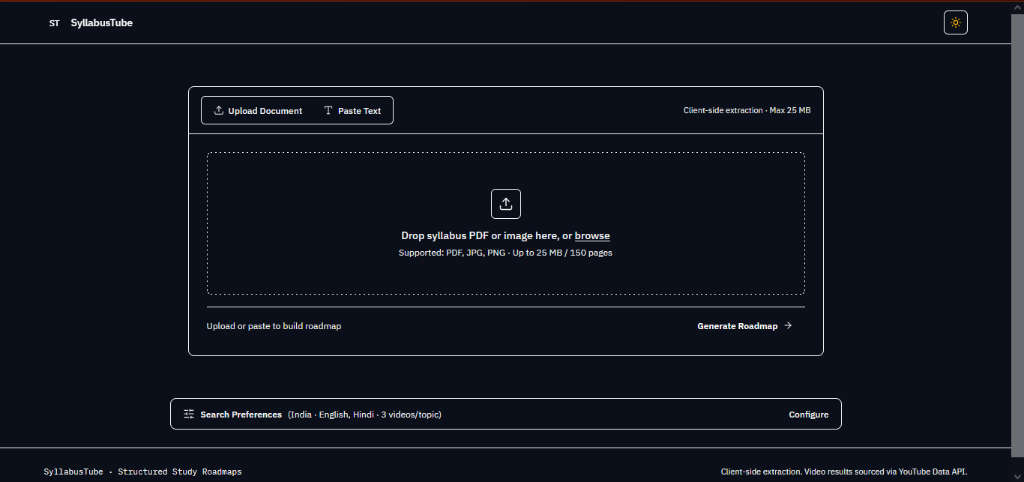 ST SyllabusTube
Upload Document Paste Text Client-side extraction · Max 25 MB
Drop syllabus PDF or image here, or browse
Supported: PDF, JPG, PNG · Up to 25 MB / 150 pages
Upload or paste to build roadmap Generate Roadmap →
Search Preferences (India · English, Hindi · 3 videos/topic) Configure
SyllabusTube · Structured Study Roadmaps Client-side extraction. Video results sourced via YouTube Data API.